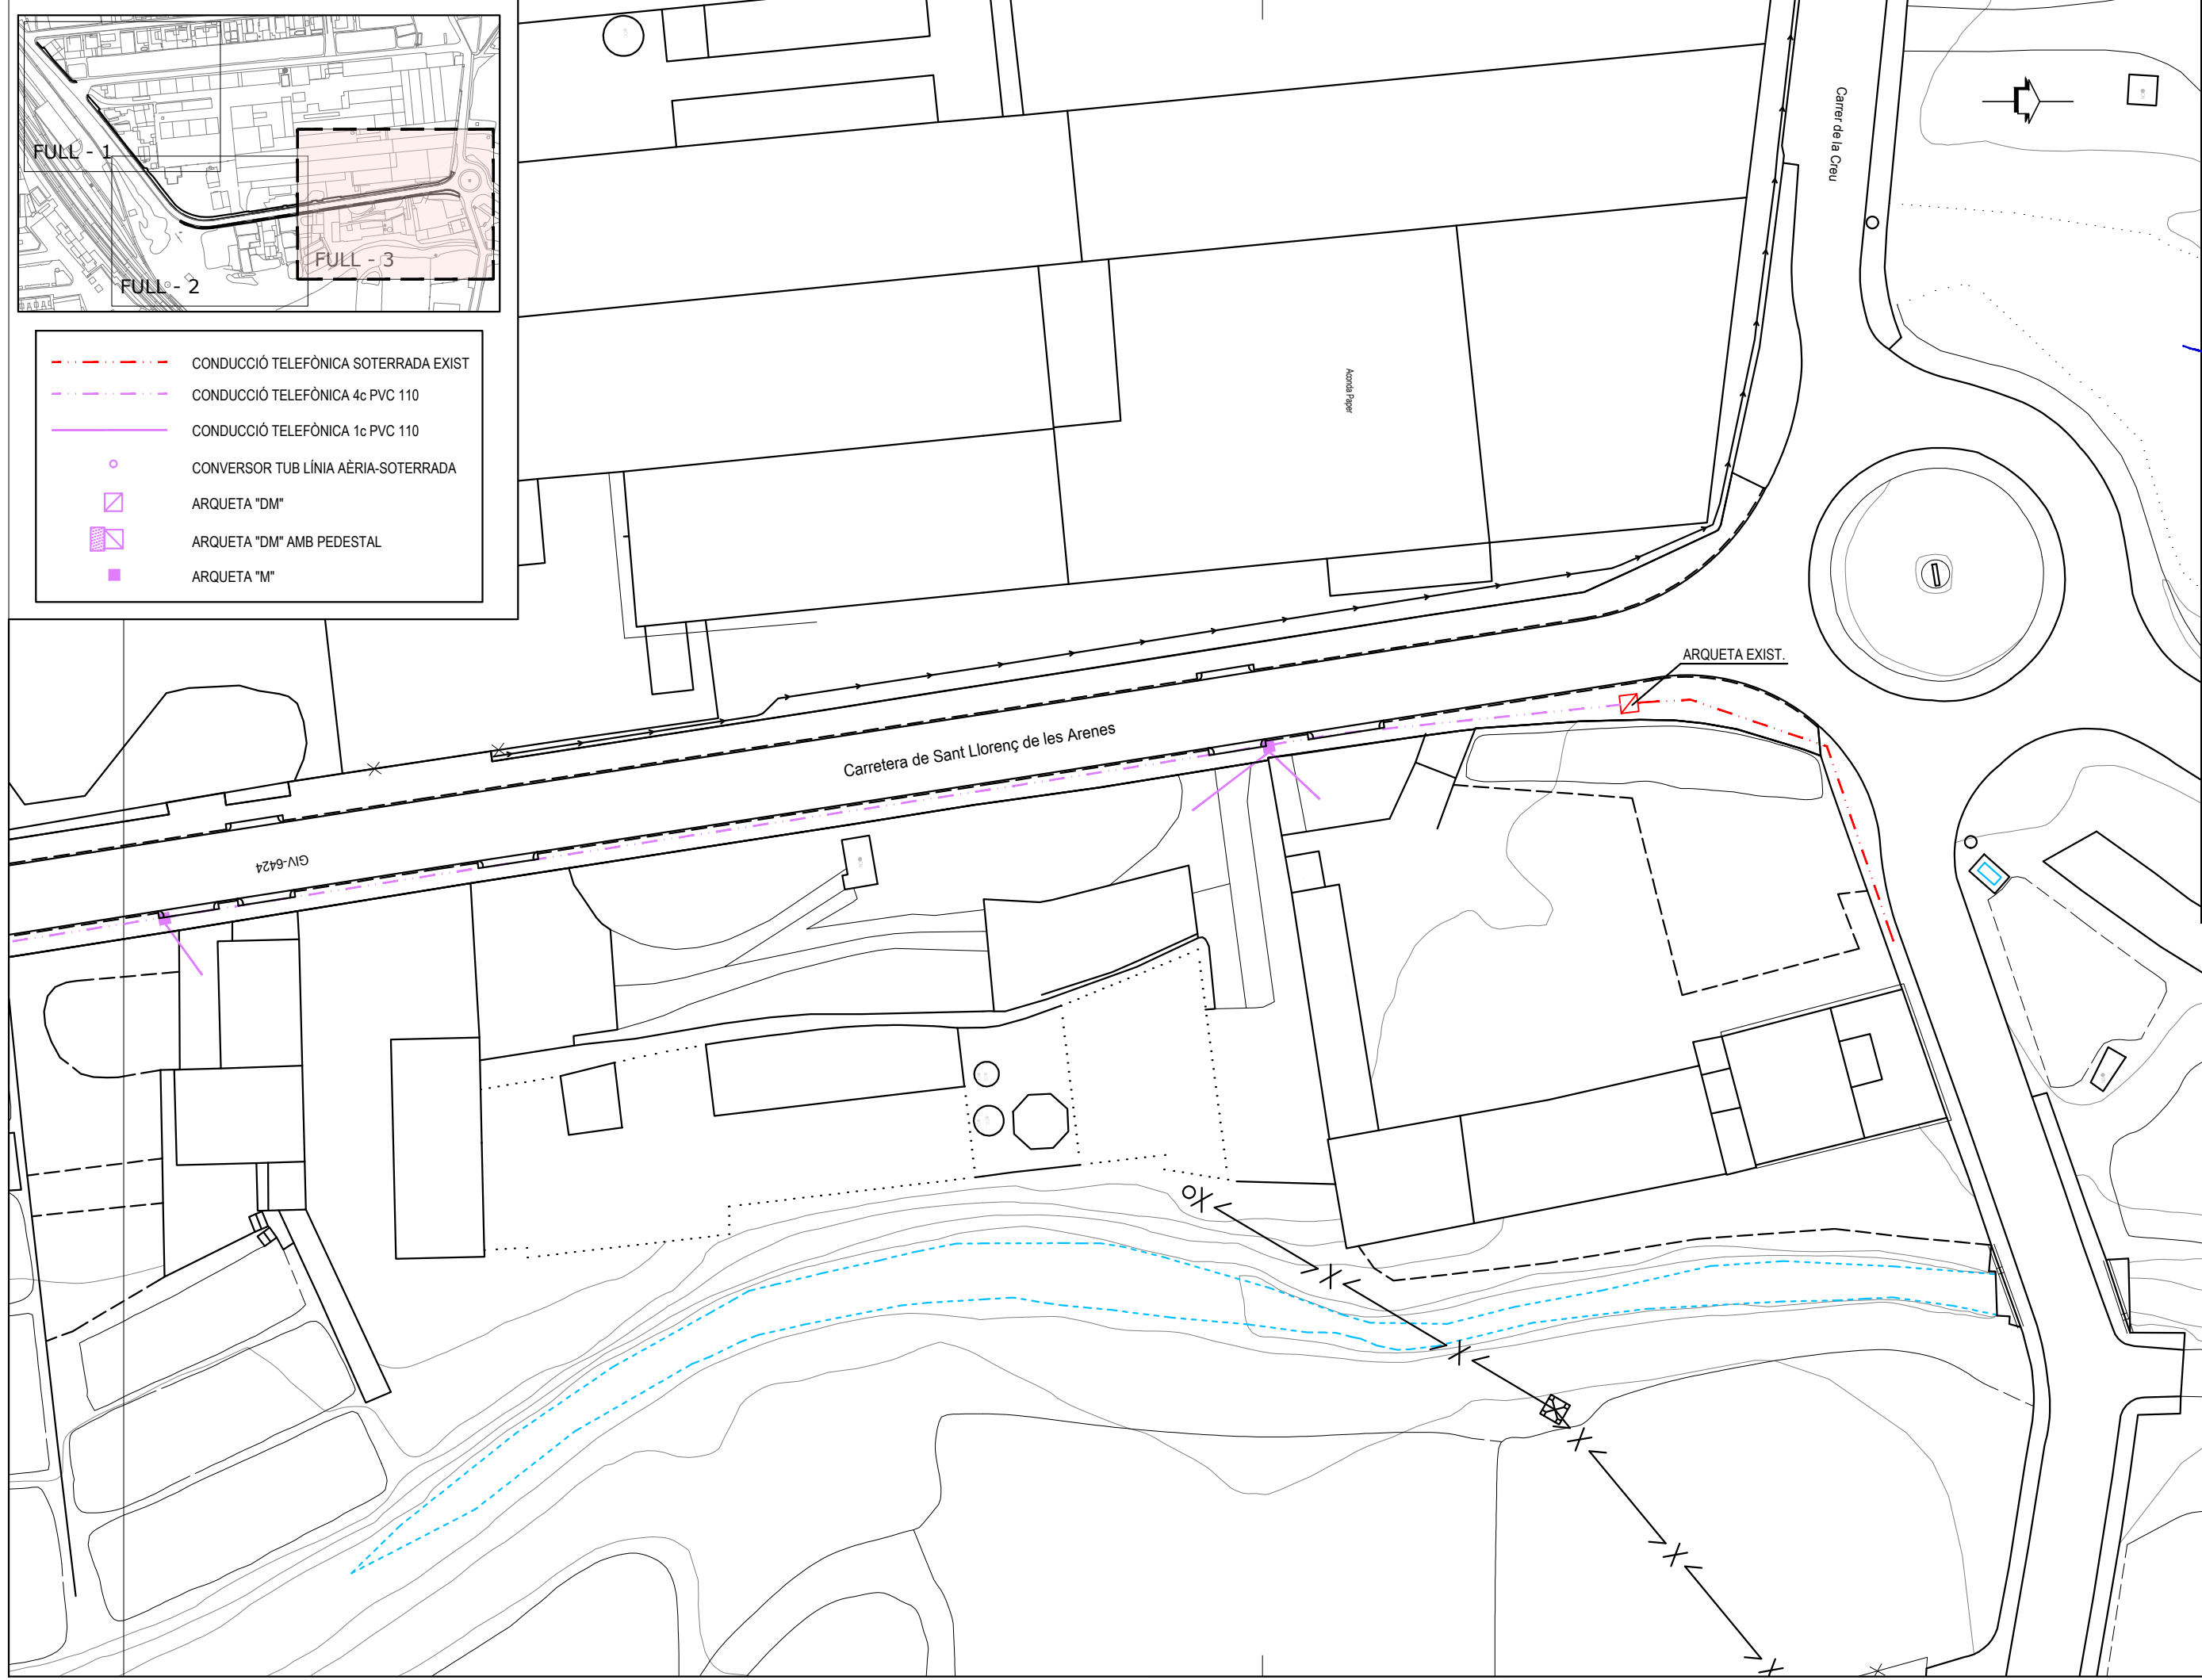 FULL - 1
FULL - 2
FULL - 3
CONDUCCIÓ TELEFÒNICA SOTERRADA EXIST
CONDUCCIÓ TELEFÒNICA 4c PVC 110
CONDUCCIÓ TELEFÒNICA 1c PVC 110
CONVERSOR TUB LÍNIA AÈRIA-SOTERRADA
ARQUETA "DM"
ARQUETA "DM" AMB PEDESTAL
ARQUETA "M"
Carrer de la Creu
Aconda Paper
ARQUETA EXIST.
Carretera de Sant Llorenç de les Arenes
GIV-6424